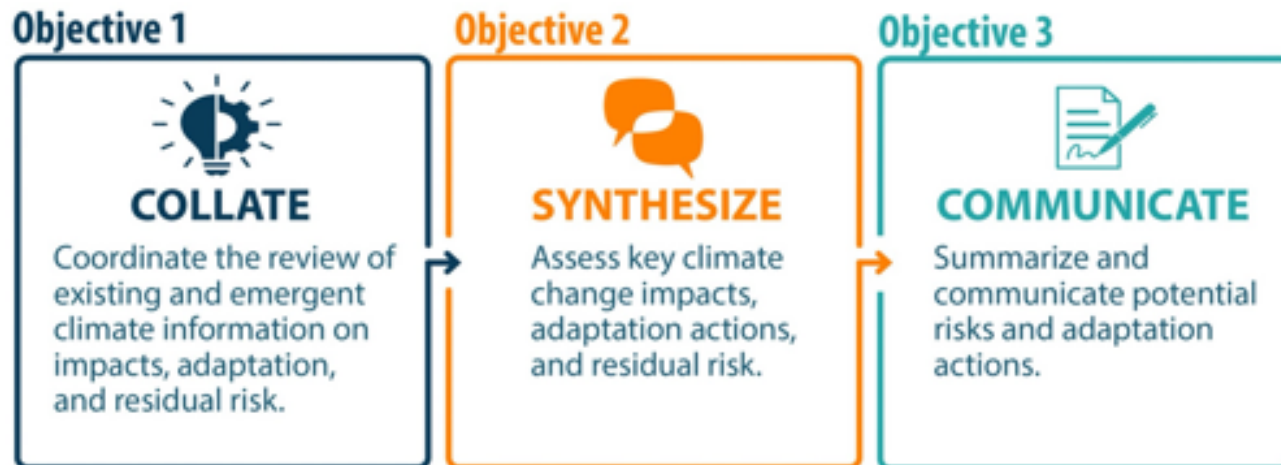 Objective 1
COLLATE
Coordinate the review of
existing and emergent
climate information on
impacts, adaptation,
and residual risk.
Objective 2
SYNTHESIZE
Assess key climate
change impacts,
adaptation actions,
and residual risk.
Objective 3
COMMUNICATE
Summarize and
communicate potential
risks and adaptation
actions.